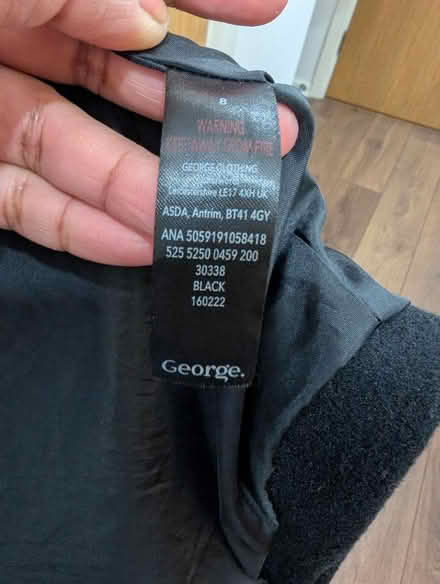 8
WARNING
KEEP AWAY FROM FIRE
GEORGE CLOTHING
Leicestershire LE17 4XH UK
ASDA, Antrim, BT41 4GY
ANA 5059191058418
525 5250 0459 200
30338
BLACK
160222
George.